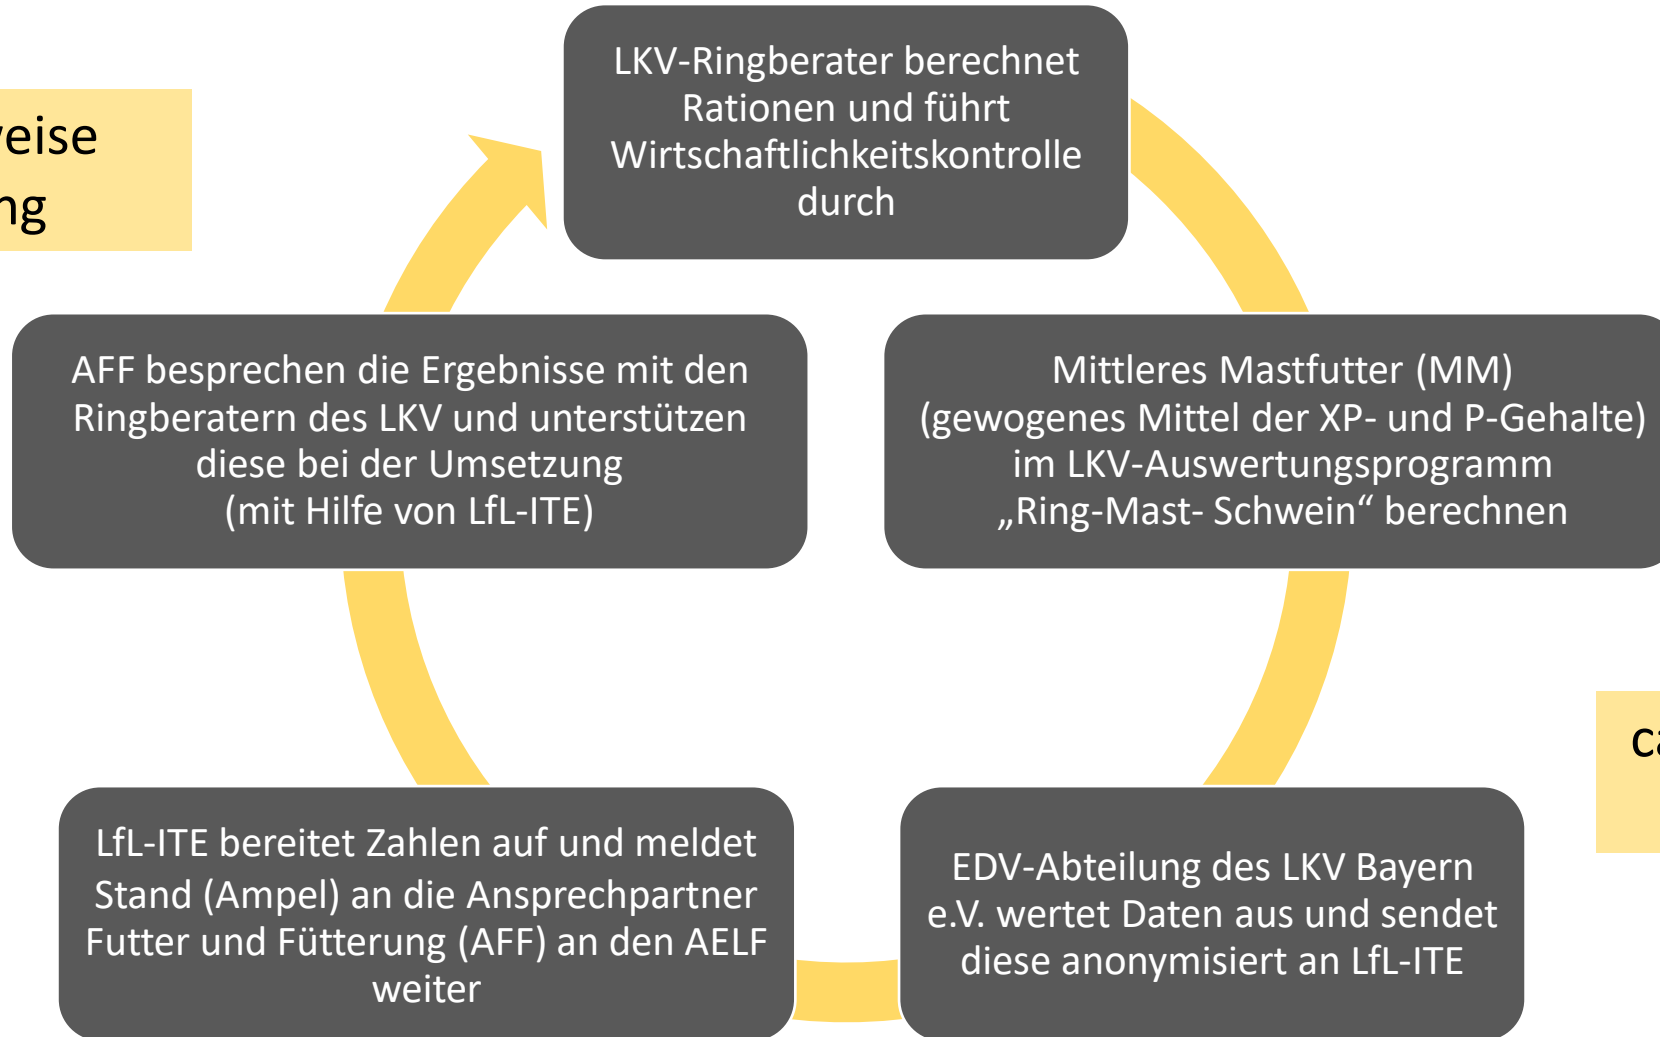 LKV-Ringberater berechnet
Rationen und führt
Wirtschaftlichkeitskontrolle
durch
Mittleres Mastfutter (MM)
(gewogenes Mittel der XP- und P-Gehalte)
im LKV-Auswertungsprogramm
„Ring-Mast- Schwein“ berechnen
EDV-Abteilung des LKV Bayern
e.V. wertet Daten aus und sendet
diese anonymisiert an LfL-ITE
LfL-ITE bereitet Zahlen auf und meldet
Stand (Ampel) an die Ansprechpartner
Futter und Fütterung (AFF) an den AELF
weiter
AFF besprechen die Ergebnisse mit den
Ringberatern des LKV und unterstützen
diese bei der Umsetzung
(mit Hilfe von LfL-ITE)